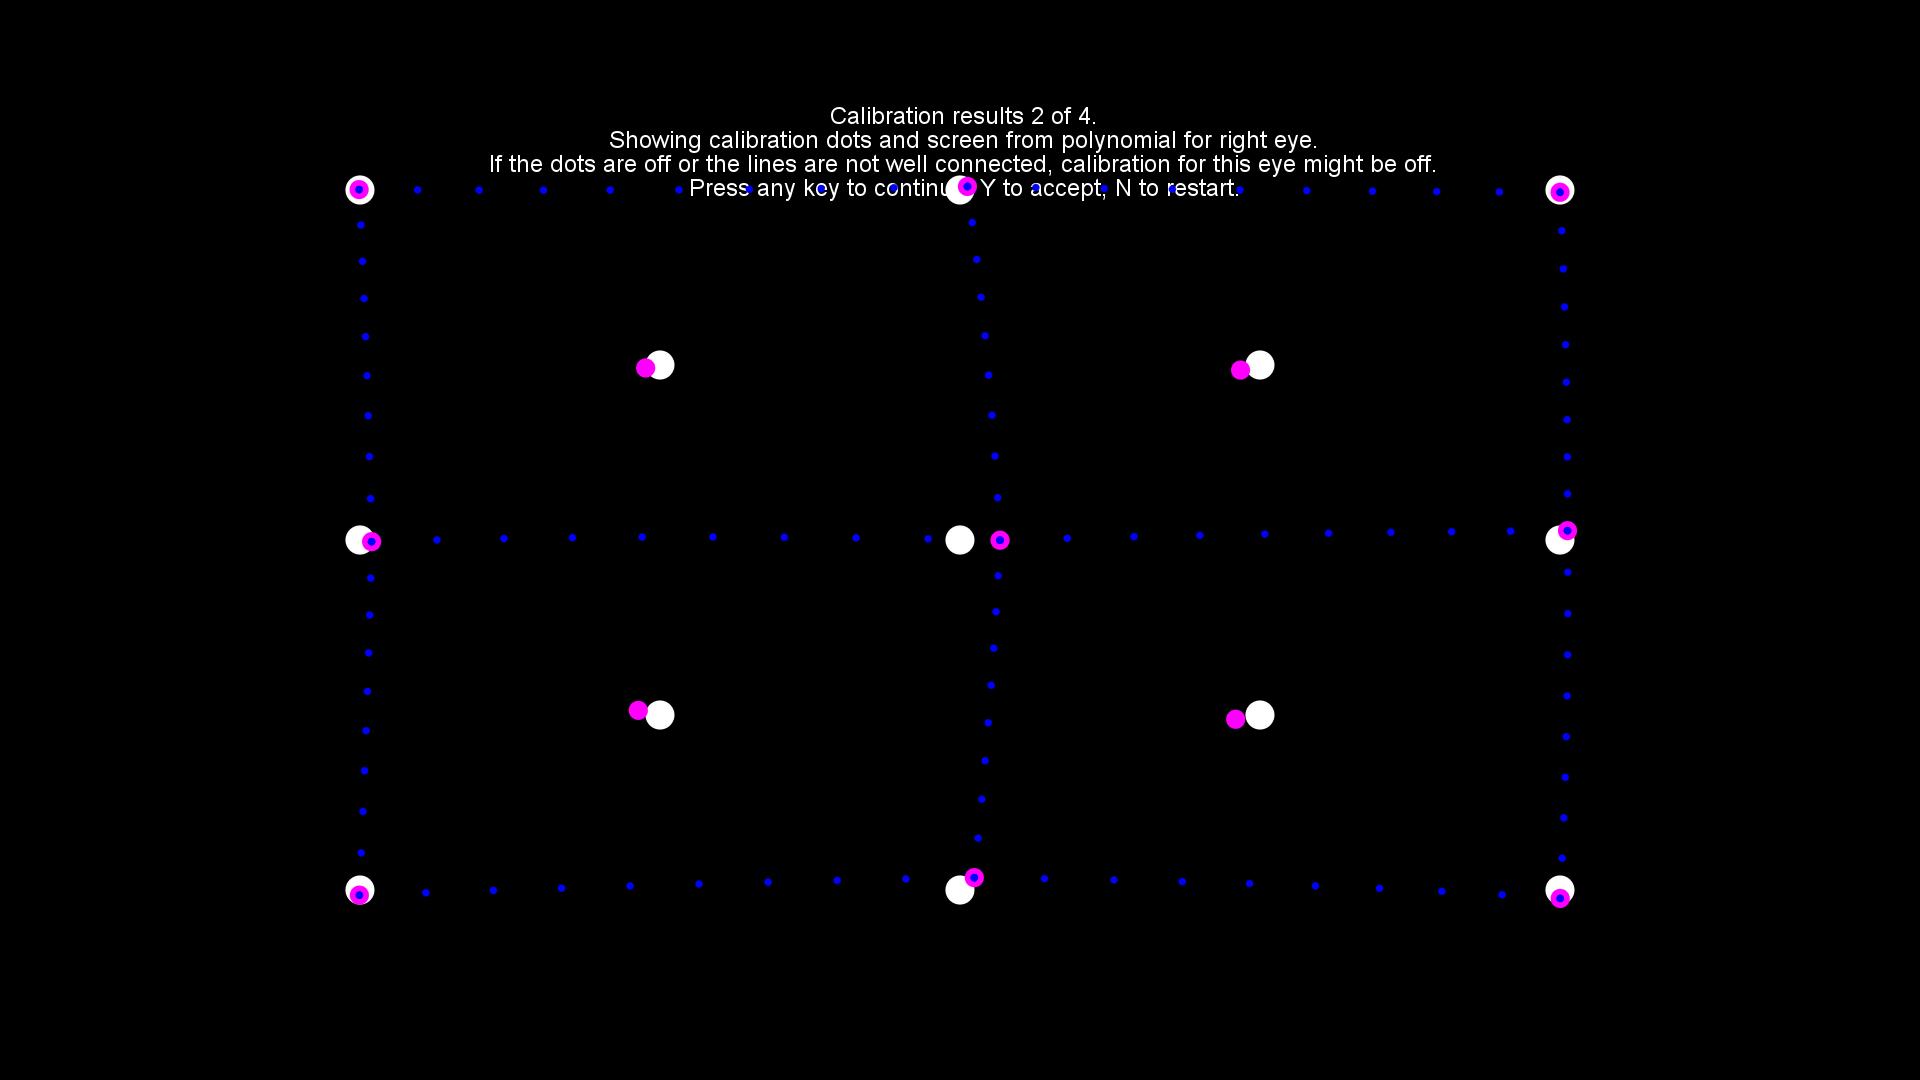 Calibration results 2 of 4.
Showing calibration dots and screen from polynomial for right eye.
If the dots are off or the lines are not well connected, calibration for this eye might be off.
Press any key to continue, Y to accept, N to restart.